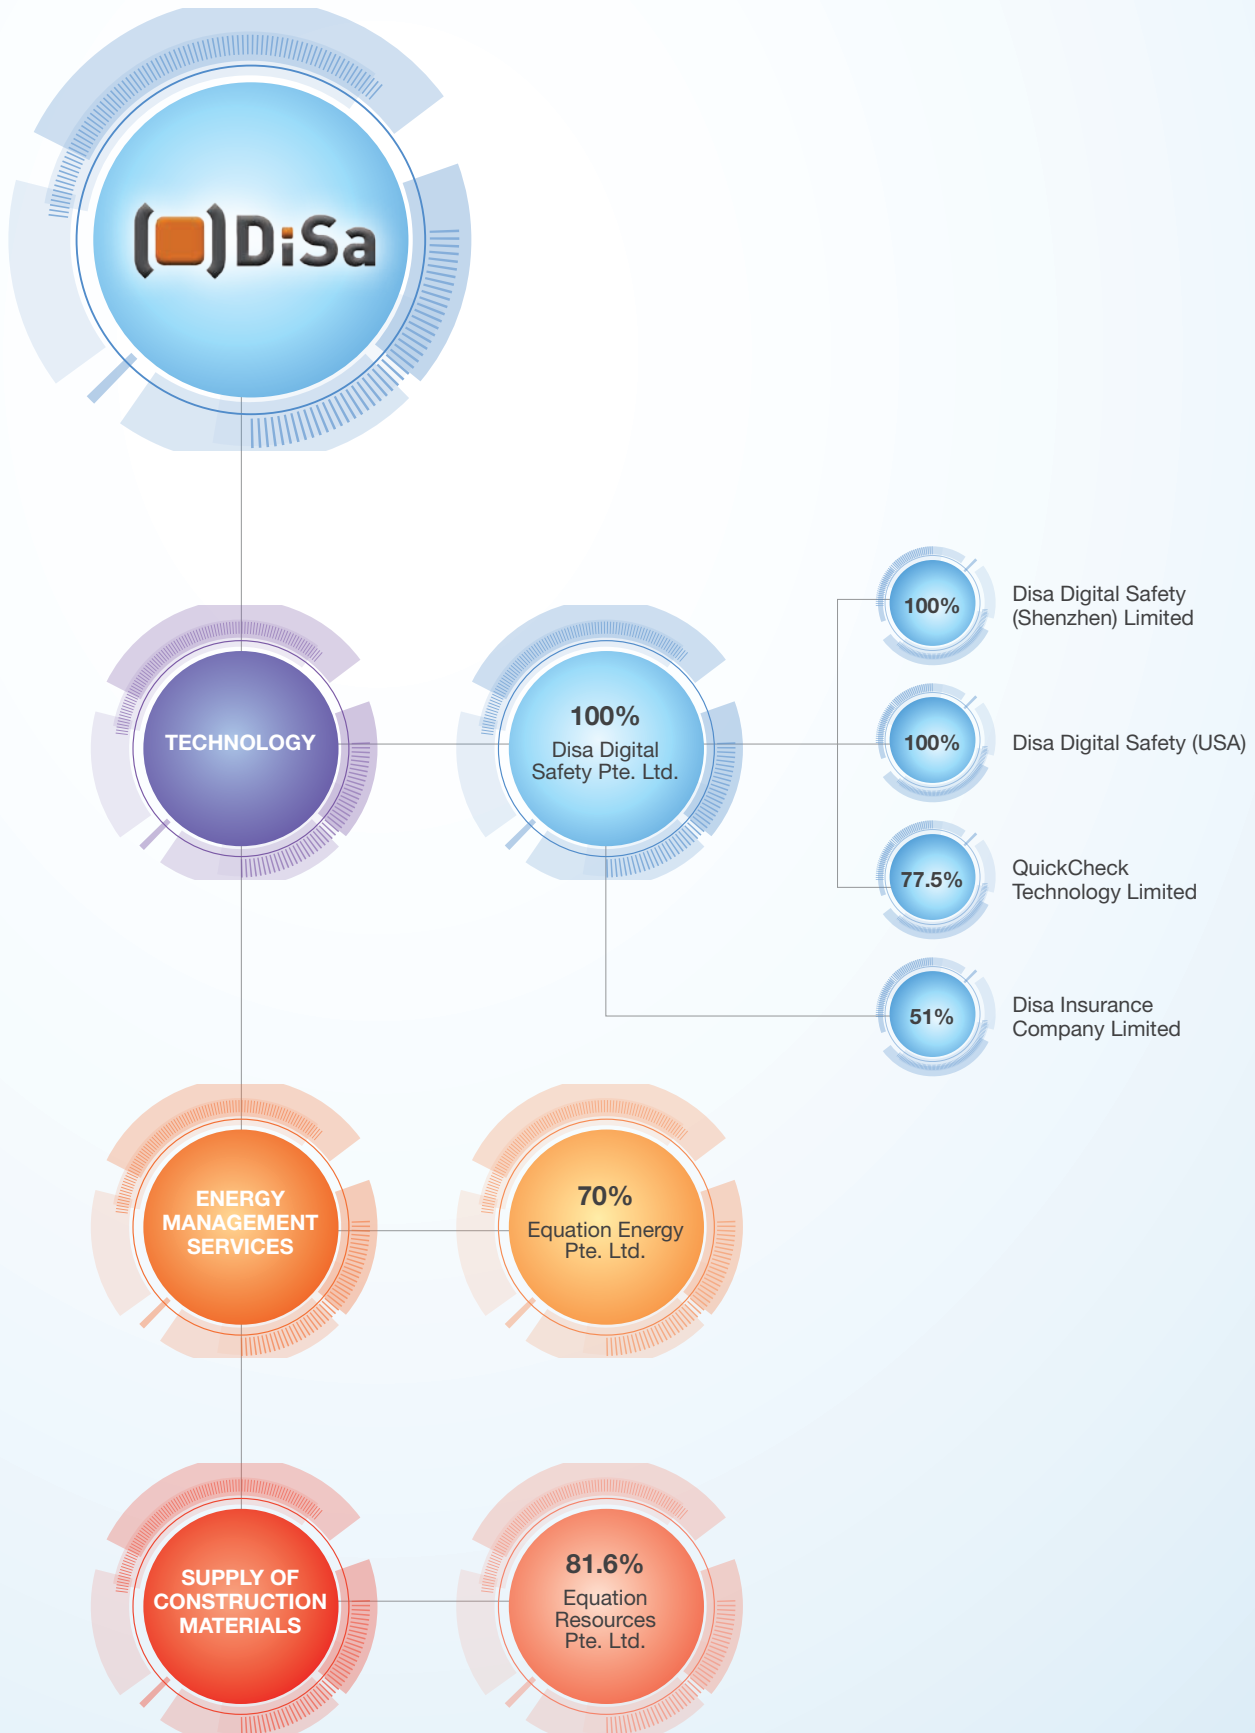 DiSa
TECHNOLOGY
100%
Disa Digital
Safety Pte. Ltd.
100%
Disa Digital Safety
(Shenzhen) Limited
100%
Disa Digital Safety (USA)
77.5%
QuickCheck
Technology Limited
51%
Disa Insurance
Company Limited
ENERGY
MANAGEMENT
SERVICES
70%
Equation Energy
Pte. Ltd.
SUPPLY OF
CONSTRUCTION
MATERIALS
81.6%
Equation
Resources
Pte. Ltd.